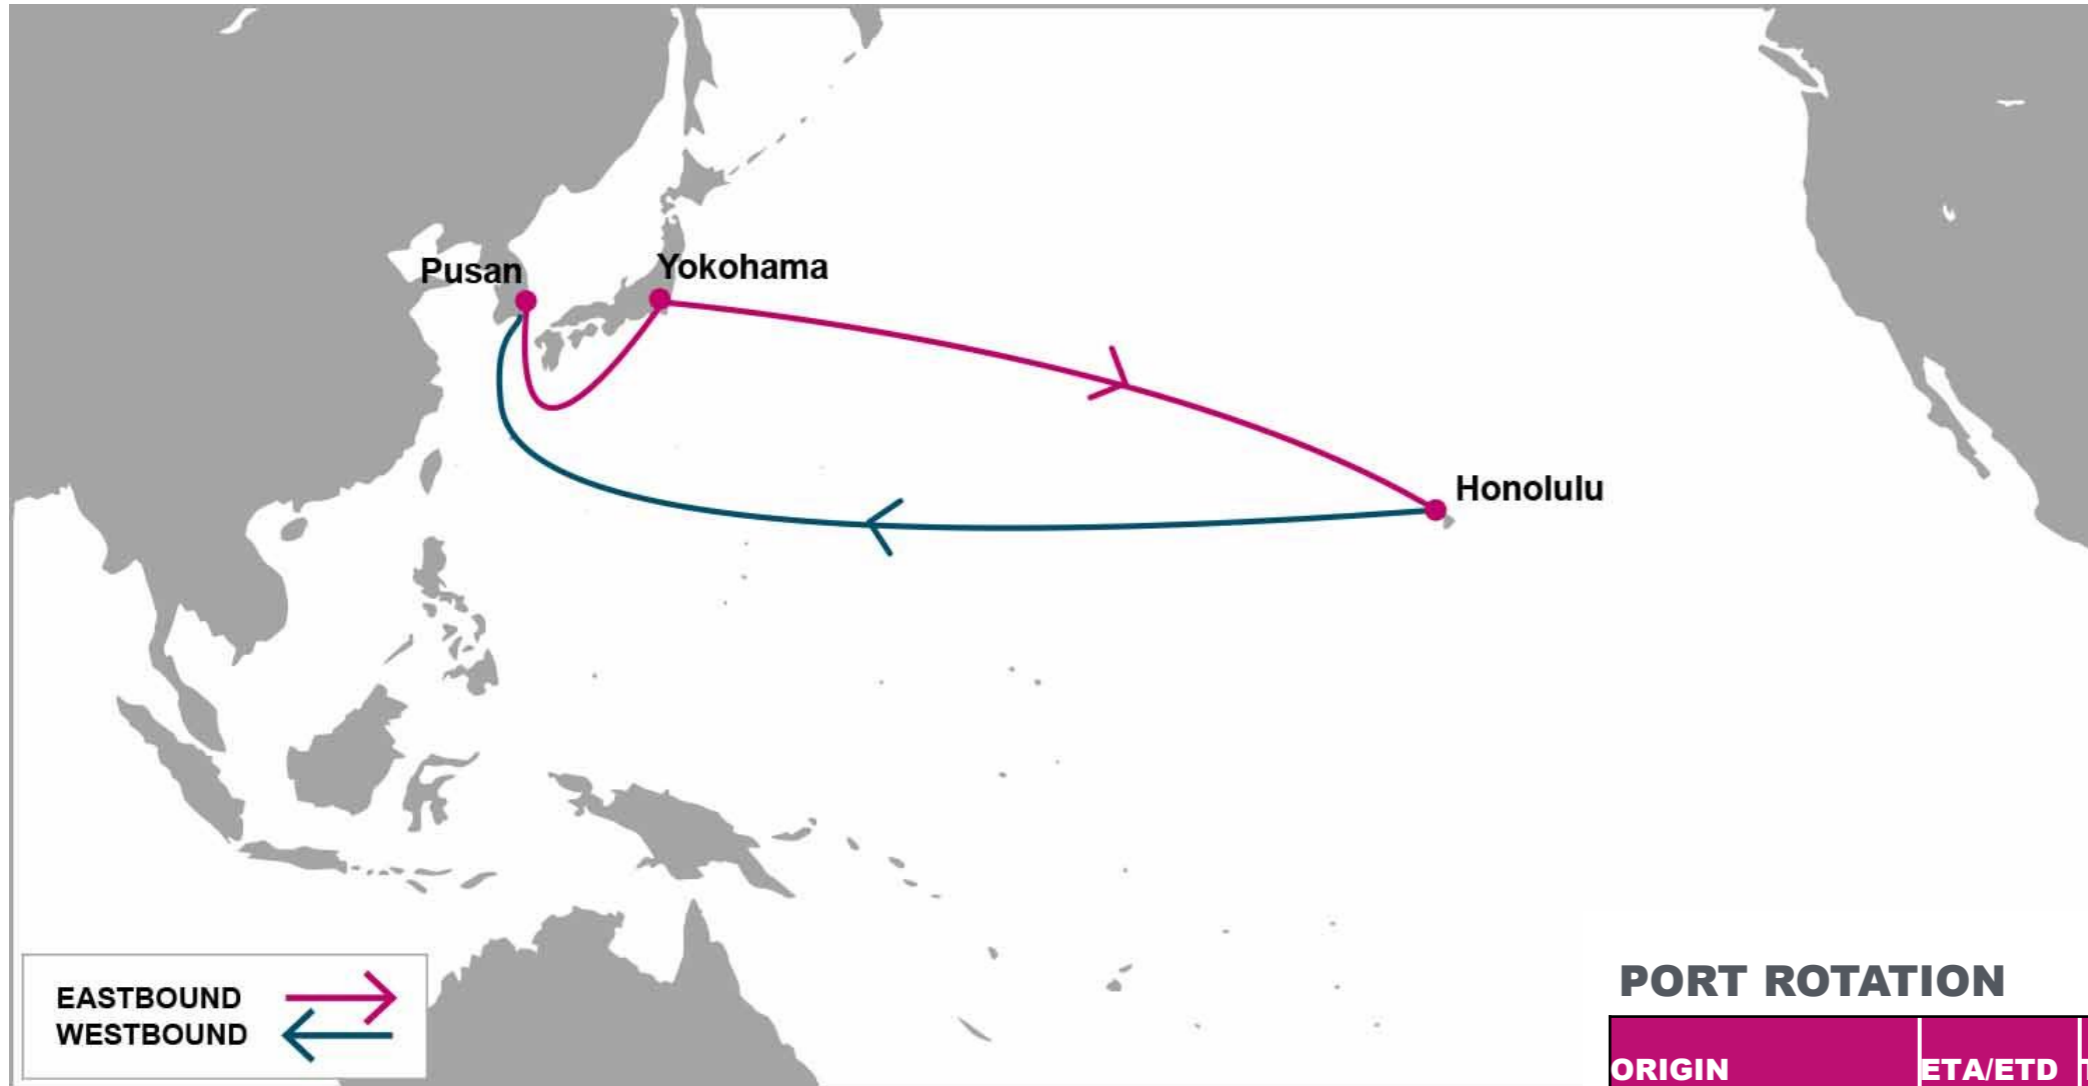 Pusan
Yokohama
Honolulu
EASTBOUND
WESTBOUND
PORT ROTATION
ORIGIN ETA/ETD